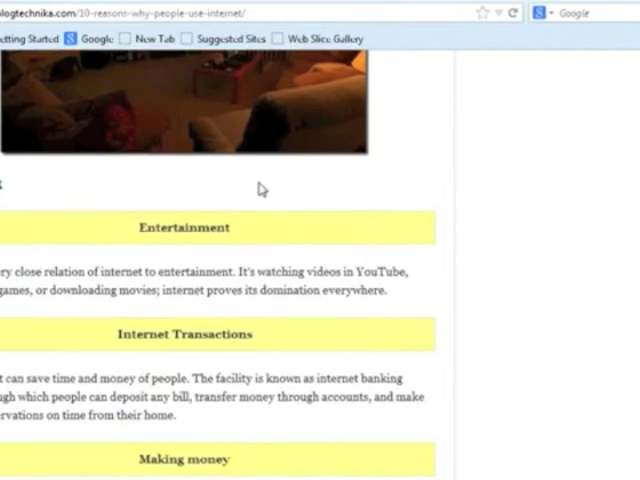 logtechnika.com/10-reasons-why-people-use-internet/
Google
etting Started Google New Tab Suggested Sites Web Slice Gallery
Entertainment
ry close relation of internet to entertainment. It's watching videos in YouTube,
games, or downloading movies; internet proves its domination everywhere.
Internet Transactions
t can save time and money of people. The facility is known as internet banking
ugh which people can deposit any bill, transfer money through accounts, and make
ervations on time from their home.
Making money